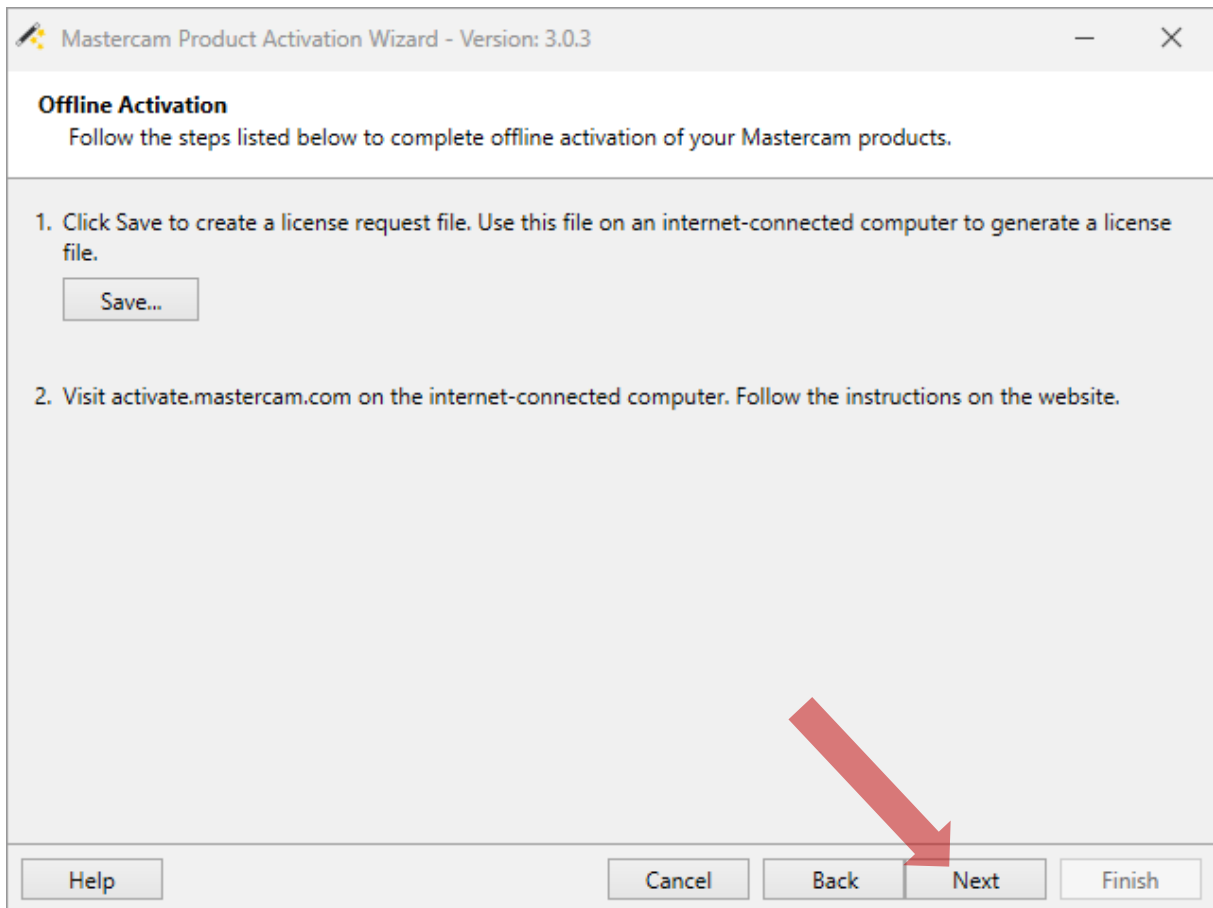 Mastercam Product Activation Wizard - Version: 3.0.3
Offline Activation
Follow the steps listed below to complete offline activation of your Mastercam products.
1. Click Save to create a license request file. Use this file on an internet-connected computer to generate a license
file.
Save...
2. Visit activate.mastercam.com on the internet-connected computer. Follow the instructions on the website.
Help Cancel Back Next Finish